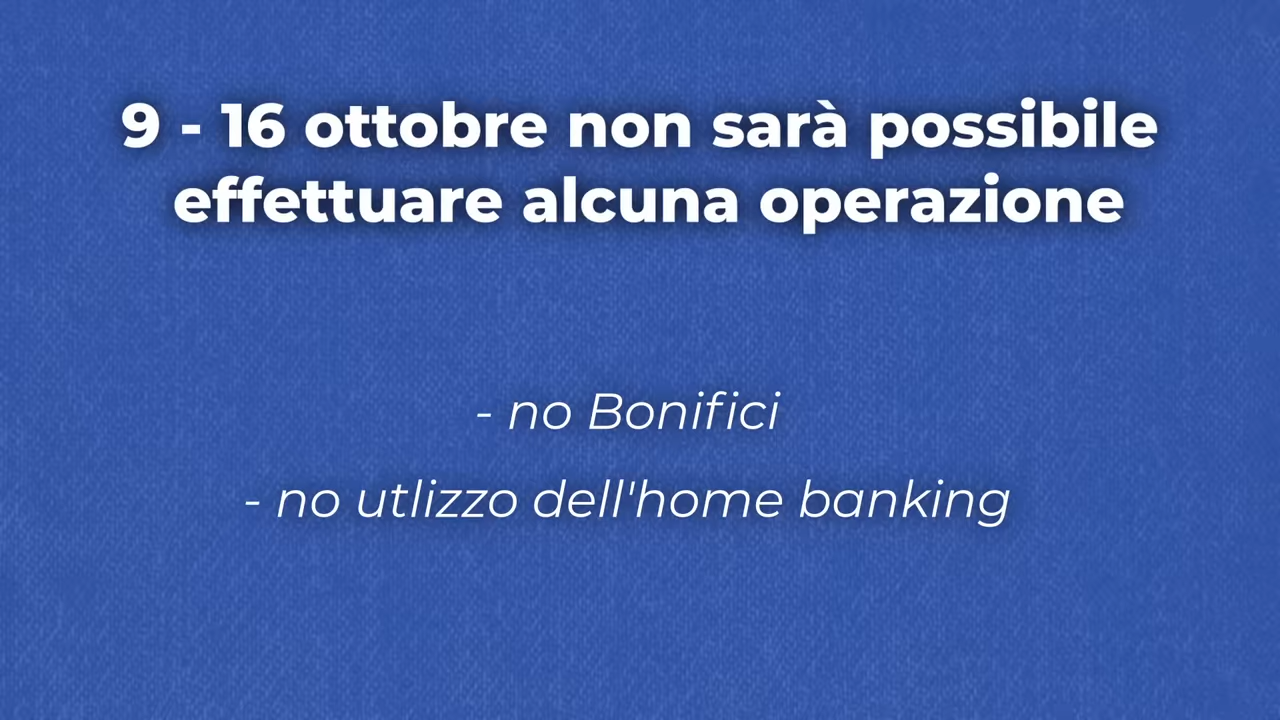 9 - 16 ottobre non sarà possibile
effettuare alcuna operazione
- no Bonifici
- no utlizzo dell'home banking